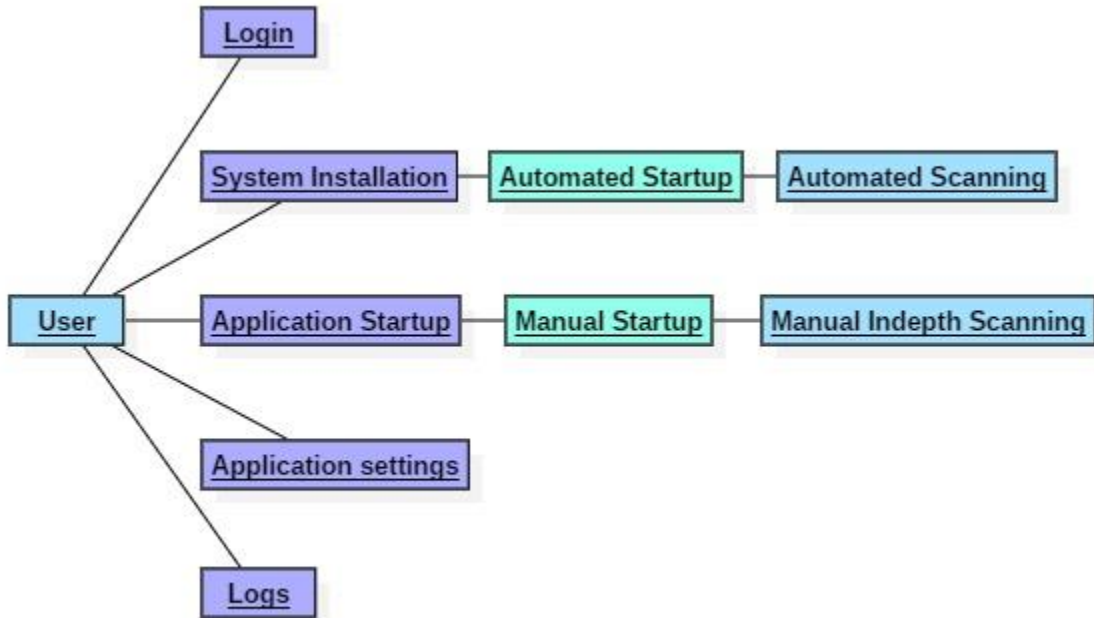 Login
System Installation
Automated Startup
Automated Scanning
User
Application Startup
Manual Startup
Manual Indepth Scanning
Application settings
Logs